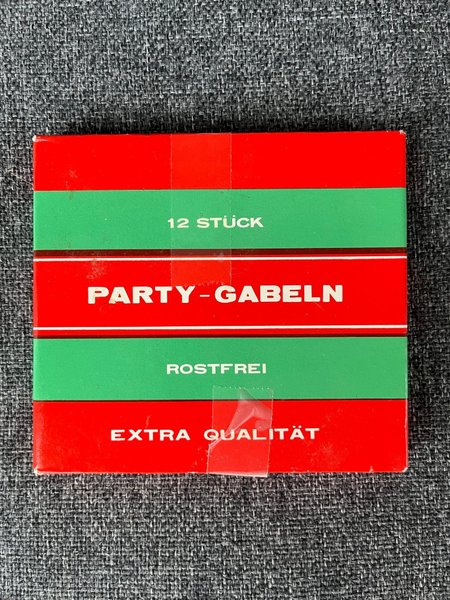 12 STÜCK
PARTY-GABELN
ROSTFREI
EXTRA QUALITÄT